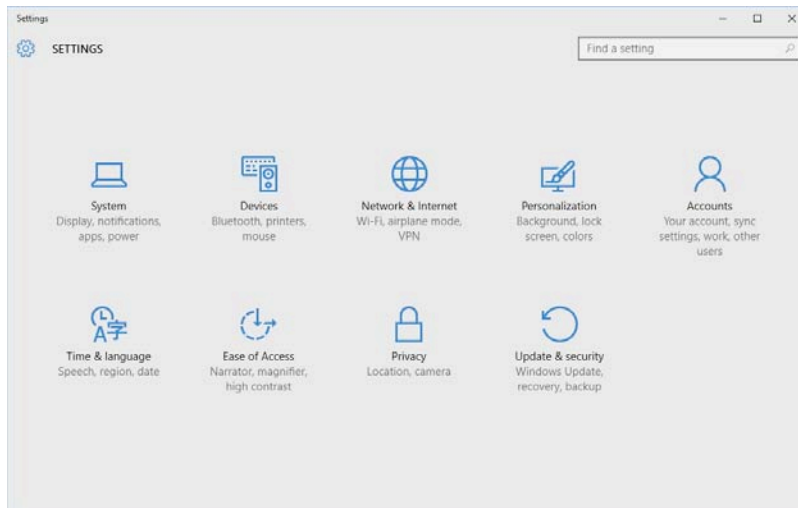 Settings
SETTINGS
Find a setting
System
Display, notifications,
apps, power
Devices
Bluetooth, printers,
mouse
Network & Internet
Wi-Fi, airplane mode,
VPN
Personalization
Background, lock
screen, colors
Accounts
Your account, sync
settings, work, other
users
A字
Time & language
Speech, region, date
Ease of Access
Narrator, magnifier,
high contrast
Privacy
Location, camera
Update & security
Windows Update,
recovery, backup